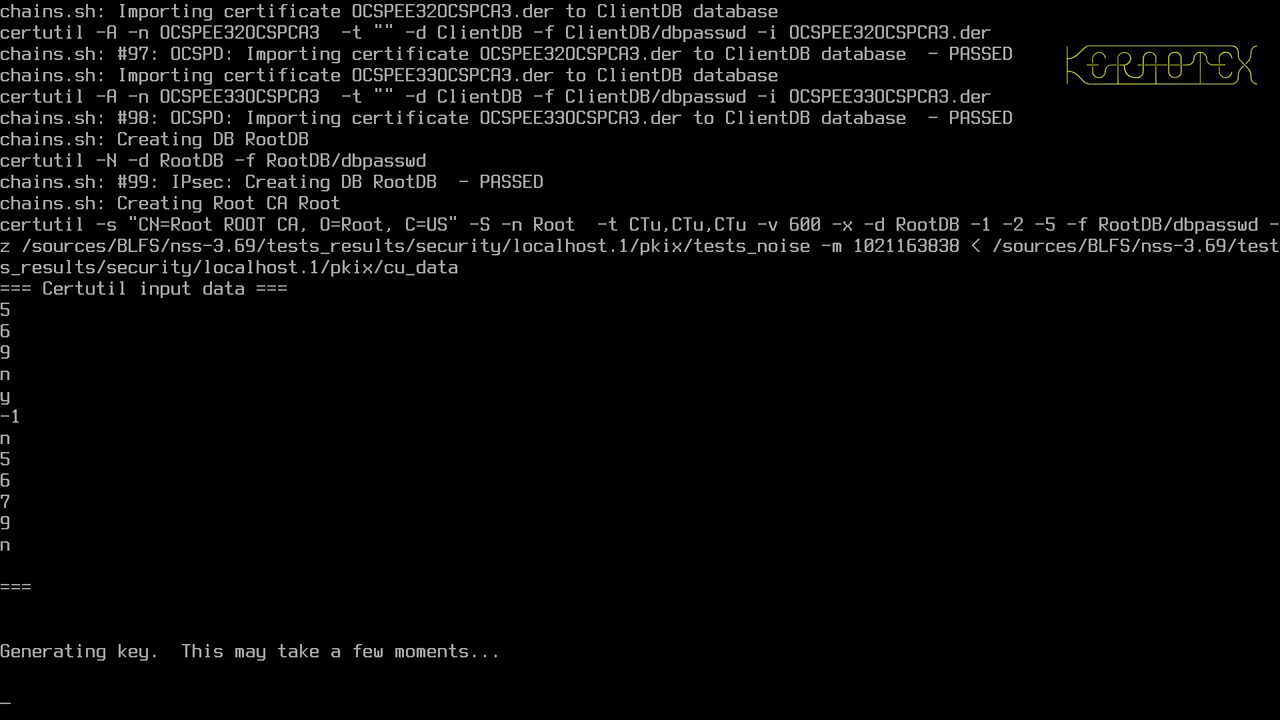 chains.sh: Importing certificate OCSPEE32OCSPCA3.der to ClientDB database
certutil -A -n OCSPEE32OCSPCA3  -t "" -d ClientDB -f ClientDB/dbpasswd -i OCSPEE32OCSPCA3.der
chains.sh: #97: OCSPD: Importing certificate OCSPEE32OCSPCA3.der to ClientDB database  - PASSED
chains.sh: Importing certificate OCSPEE33OCSPCA3.der to ClientDB database
certutil -A -n OCSPEE33OCSPCA3  -t "" -d ClientDB -f ClientDB/dbpasswd -i OCSPEE33OCSPCA3.der
chains.sh: #98: OCSPD: Importing certificate OCSPEE33OCSPCA3.der to ClientDB database  - PASSED
chains.sh: Creating DB RootDB
certutil -N -d RootDB -f RootDB/dbpasswd
chains.sh: #99: IPsec: Creating DB RootDB  - PASSED
chains.sh: Creating Root CA Root
certutil -s "CN=Root ROOT CA, O=Root, C=US" -S -n Root  -t CTu,CTu,CTu -v 600 -x -d RootDB -1 -2 -5 -f RootDB/dbpasswd -
z /sources/BLFS/nss-3.69/tests_results/security/localhost.1/pkix/tests_noise -m 1021163838 < /sources/BLFS/nss-3.69/test
s_results/security/localhost.1/pkix/cu_data
=== Certutil input data ===
5
6
9
n
y
-1
n
5
6
7
9
n
===
Generating key.  This may take a few moments...
_